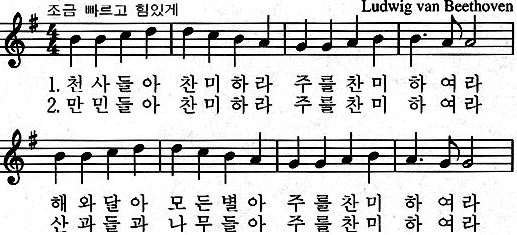 조금 빠르고 힘있게 Ludwig van Beethoven
1. 천 사 들 아 찬 미 하 라 주 를 찬 미 하 여 라
2. 만 민 들 아 찬 미 하 라 주 를 찬 미 하 여 라
해 와 달 아 모 든 별 아 주 를 찬 미 하 여 라
산 과 들 과 나 무 들 아 주 를 찬 미 하 여 라